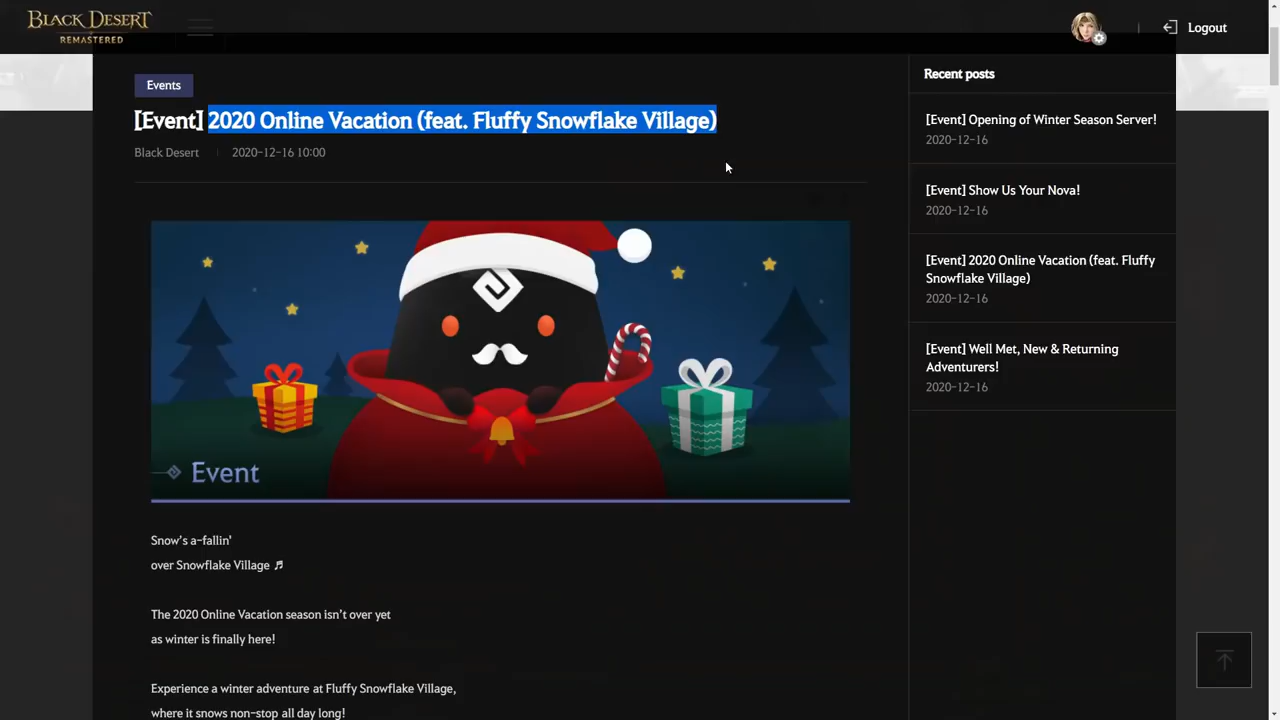 BLACK DESERT
REMASTERED
Logout
Events
[Event] 2020 Online Vacation (feat. Fluffy Snowflake Village)
Black Desert
2020-12-16 10:00
Event
Snow's a-fallin'
over Snowflake Village ♬
The 2020 Online Vacation season isn't over yet
as winter is finally here!
Experience a winter adventure at Fluffy Snowflake Village,
where it snows non-stop all day long!
Recent posts
[Event] Opening of Winter Season Server!
2020-12-16
[Event] Show Us Your Nova!
2020-12-16
[Event] 2020 Online Vacation (feat. Fluffy
Snowflake Village)
2020-12-16
[Event] Well Met, New & Returning
Adventurers!
2020-12-16